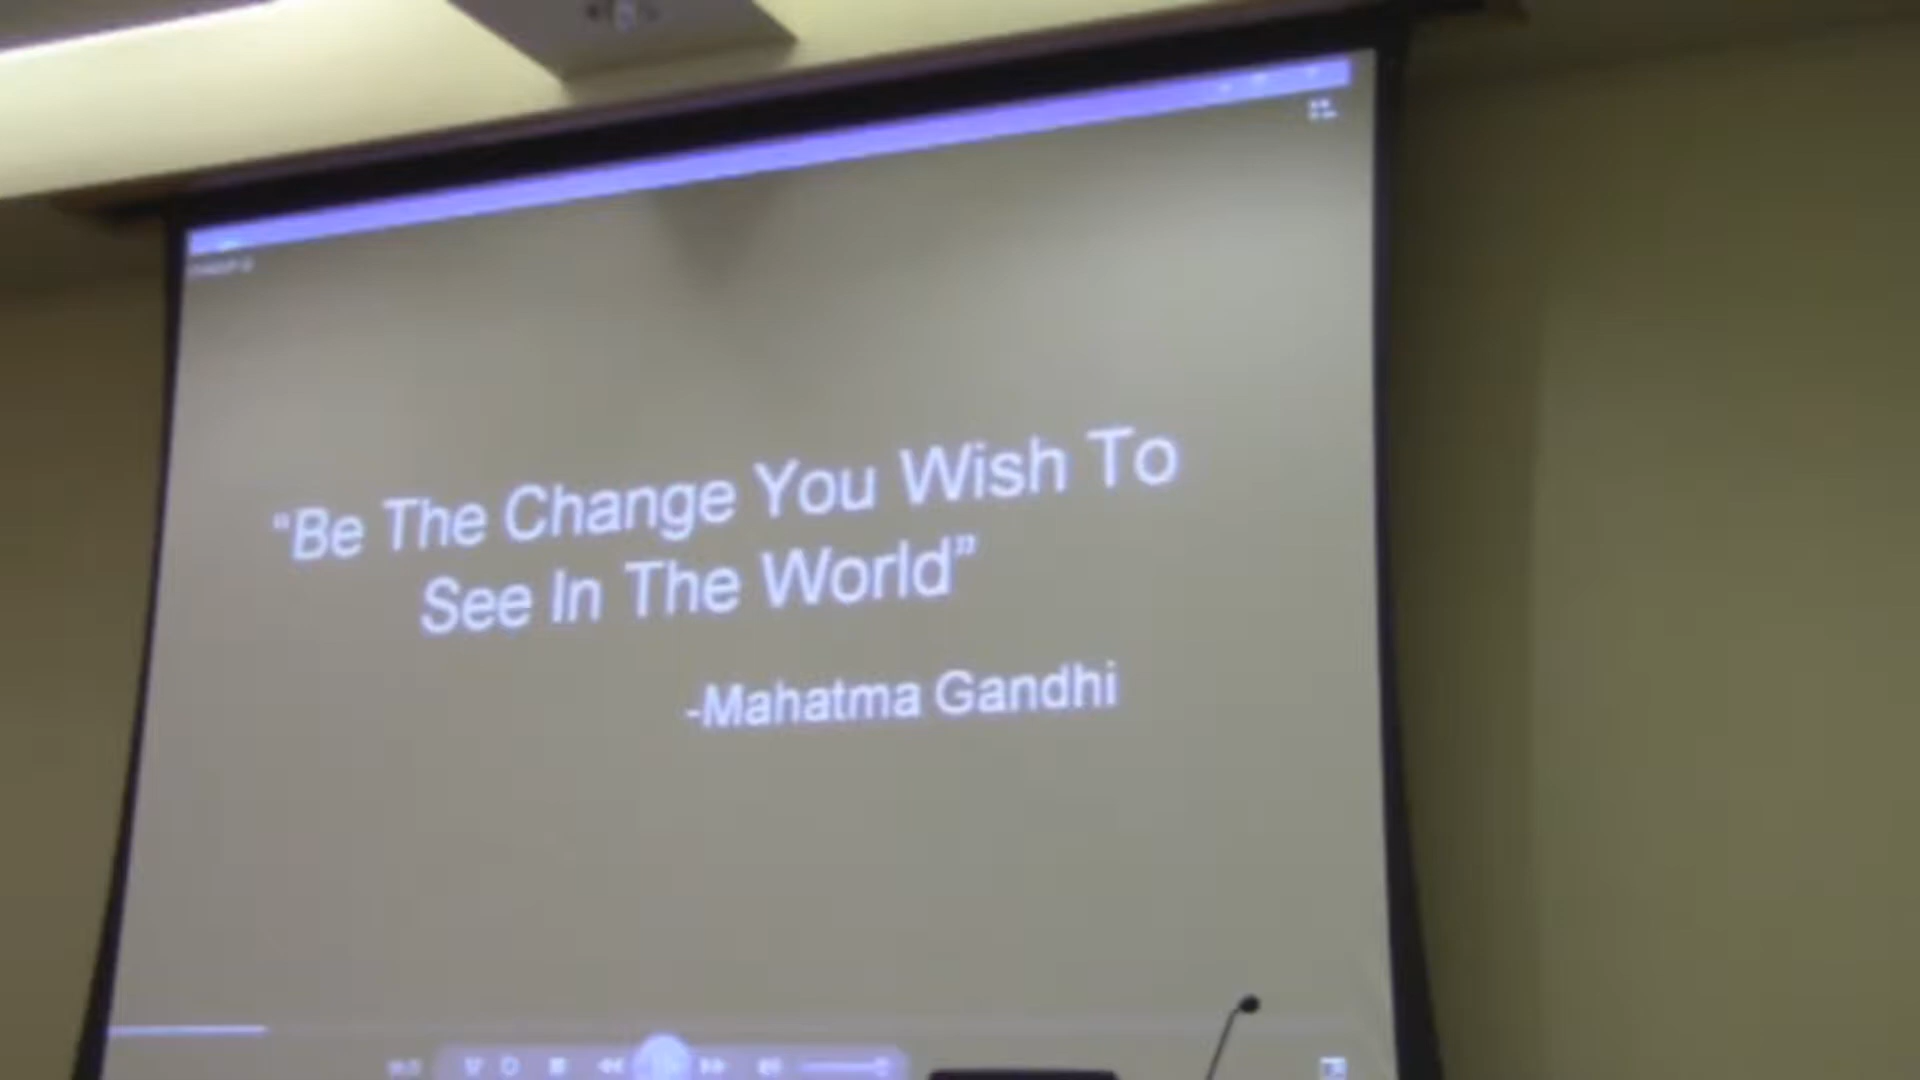 “Be The Change You Wish To
See In The World”
-Mahatma Gandhi